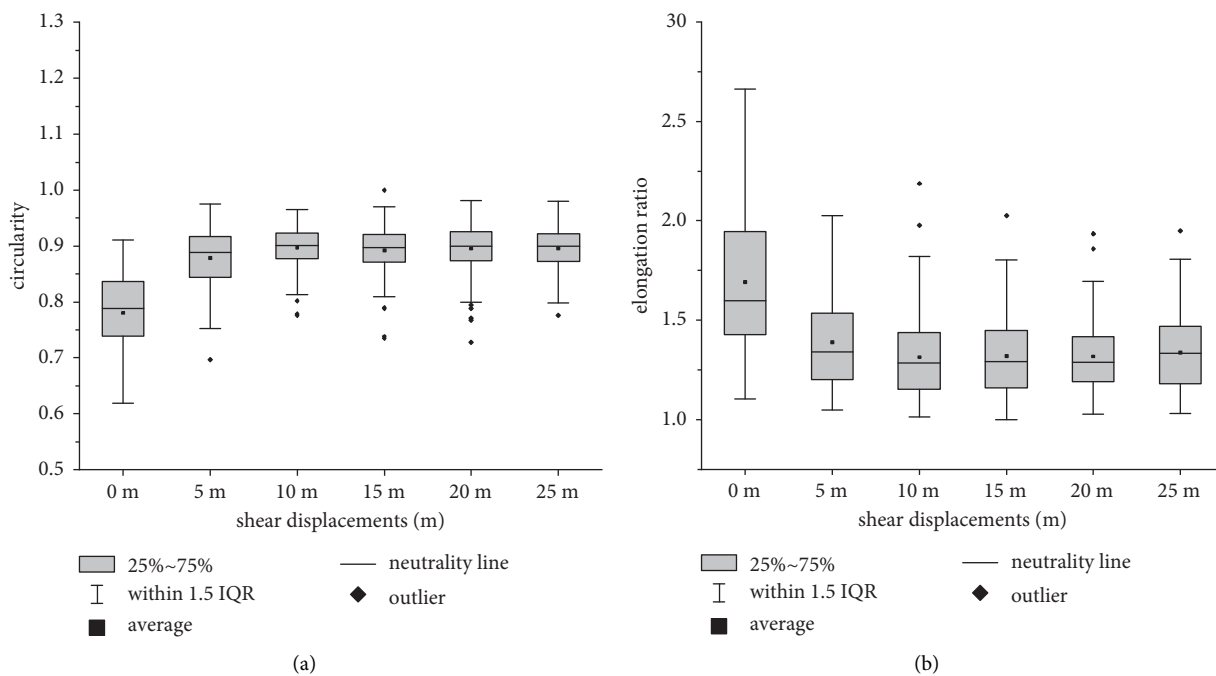 circularity
1.3
1.2
1.1
1.0
0.9
0.8
0.7
0.6
0.5
0 m 5 m 10 m 15 m 20 m 25 m
shear displacements (m)
25%~75%
within 1.5 IQR
average
neutrality line
outlier
(a)
elongation ratio
30
2.5
2.0
1.5
1.0
0 m 5 m 10 m 15 m 20 m 25 m
shear displacements (m)
25%~75%
within 1.5 IQR
average
neutrality line
outlier
(b)